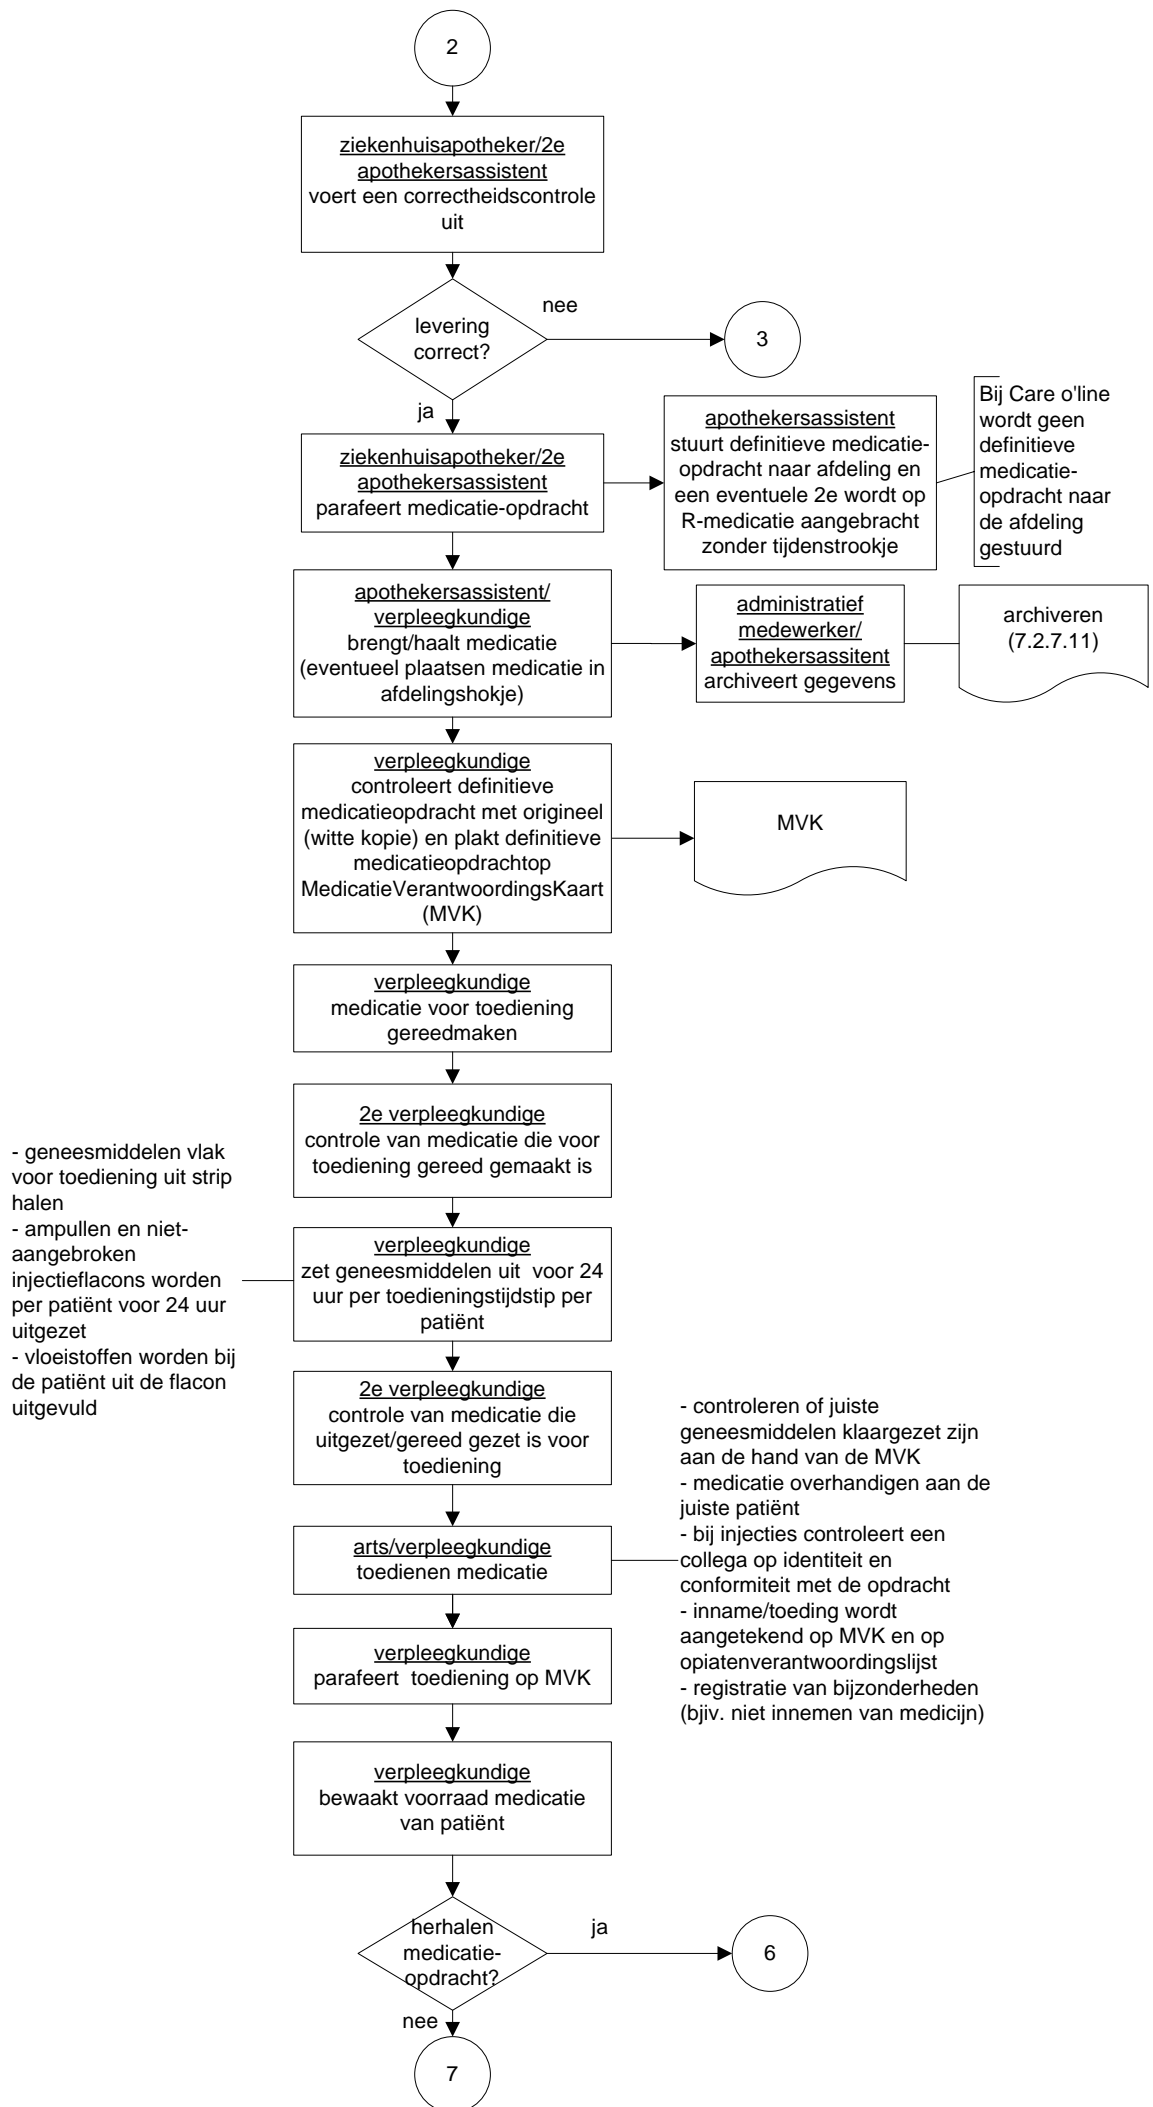 2
ziekenhuisapotheker/2e
apothekersassistent
voert een correctheidscontrole
uit
levering
correct?
nee
3
ja
ziekenhuisapotheker/2e
apothekersassistent
parafeert medicatie-opdracht
apothekersassistent
stuurt definitieve medicatie-
opdracht naar afdeling en
een eventuele 2e wordt op
R-medicatie aangebracht
zonder tijdenstrookje
Bij Care o'line
wordt geen
definitieve
medicatie-
opdracht naar
de afdeling
gestuurd
apothekersassistent/
verpleegkundige
brengt/haalt medicatie
(eventueel plaatsen medicatie in
afdelingshokje)
administratief
medewerker/
apothekersassitent
archiveert gegevens
archiveren
(7.2.7.11)
verpleegkundige
controleert definitieve
medicatieopdracht met origineel
(witte kopie) en plakt definitieve
medicatieopdrachtop
MedicatieVerantwoordingsKaart
(MVK)
MVK
verpleegkundige
medicatie voor toediening
gereedmaken
2e verpleegkundige
controle van medicatie die voor
toediening gereed gemaakt is
- geneesmiddelen vlak
voor toediening uit strip
halen
- ampullen en niet-
aangebroken
injectieflacons worden
per patiënt voor 24 uur
uitgezet
- vloeistoffen worden bij
de patiënt uit de flacon
uitgevuld
verpleegkundige
zet geneesmiddelen uit  voor 24
uur per toedieningstijdstip per
patiënt
2e verpleegkundige
controle van medicatie die
uitgezet/gereed gezet is voor
toediening
- controleren of juiste
geneesmiddelen klaargezet zijn
aan de hand van de MVK
- medicatie overhandigen aan de
juiste patiënt
- bij injecties controleert een
collega op identiteit en
conformiteit met de opdracht
- inname/toeding wordt
aangetekend op MVK en op
opiatenverantwoordingslijst
- registratie van bijzonderheden
(bjiv. niet innemen van medicijn)
arts/verpleegkundige
toedienen medicatie
verpleegkundige
parafeert  toediening op MVK
verpleegkundige
bewaakt voorraad medicatie
van patiënt
herhalen
medicatie-
opdracht?
ja
6
nee
7